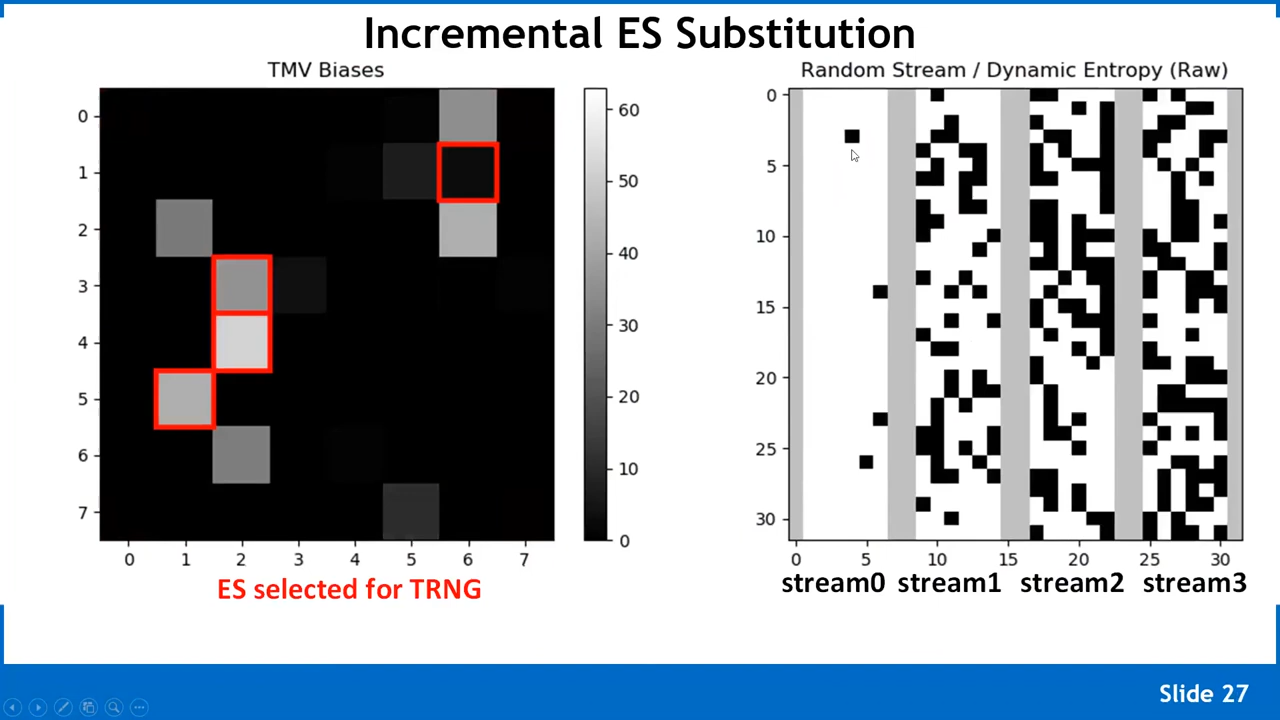 Incremental ES Substitution
TMV Biases
0
1
2
3
4
5
6
7
0 1 2 3 4 5 6 7
60
50
40
30
20
10
0
ES selected for TRNG
Random Stream / Dynamic Entropy (Raw)
0
5
10
15
20
25
30
0 5 10 15 20 25 30
stream0 stream1 stream2 stream3
Slide 27